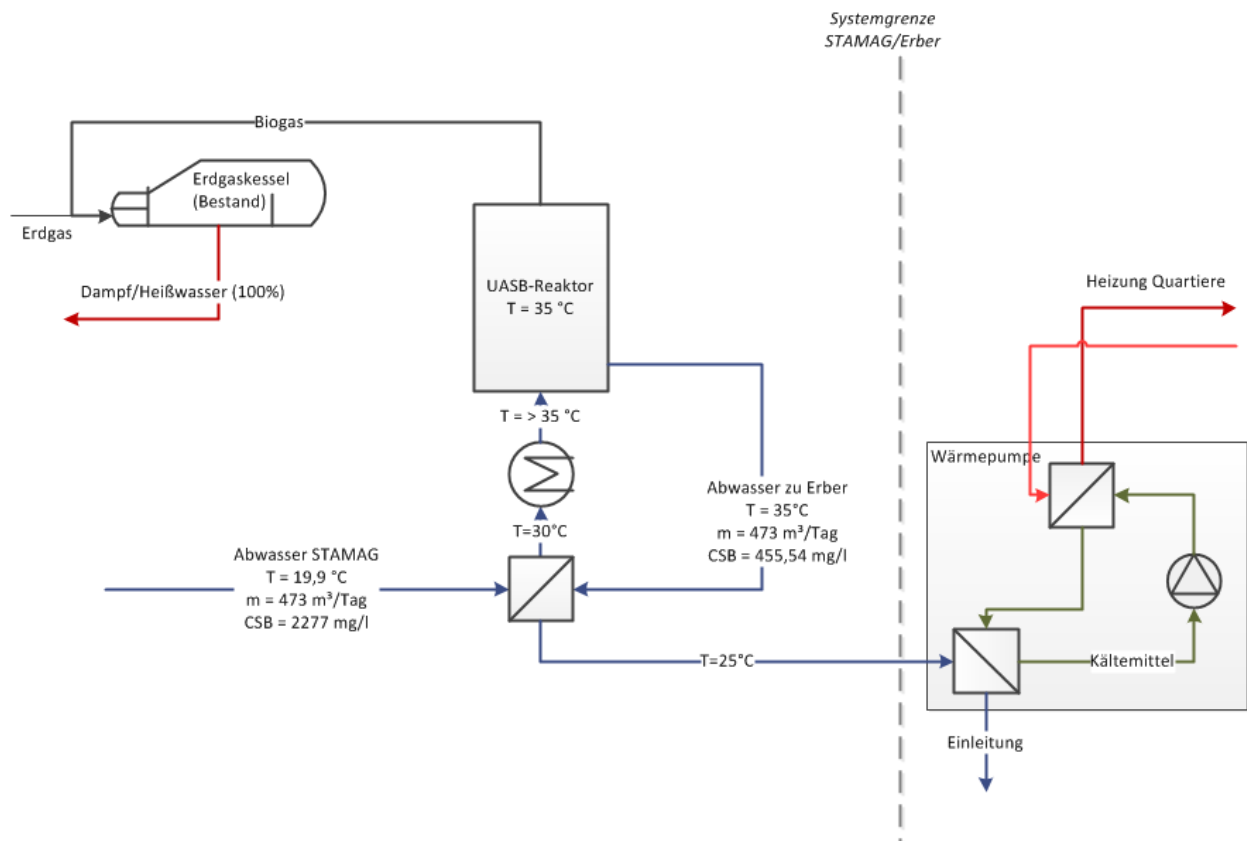 Systemgrenze
STAMAG/Erber
Biogas
Erdgaskessel
(Bestand)
Erdgas
Dampf/Heißwasser (100%)
UASB-Reaktor
T = 35 °C
Heizung Quartiere
T = > 35 °C
Wärmepumpe
Abwasser zu Erber
T = 35°C
m = 473 m³/Tag
CSB = 455,54 mg/l
T=30°C
Abwasser STAMAG
T = 19,9 °C
m = 473 m³/Tag
CSB = 2277 mg/l
T=25°C
Kältemittel
Einleitung